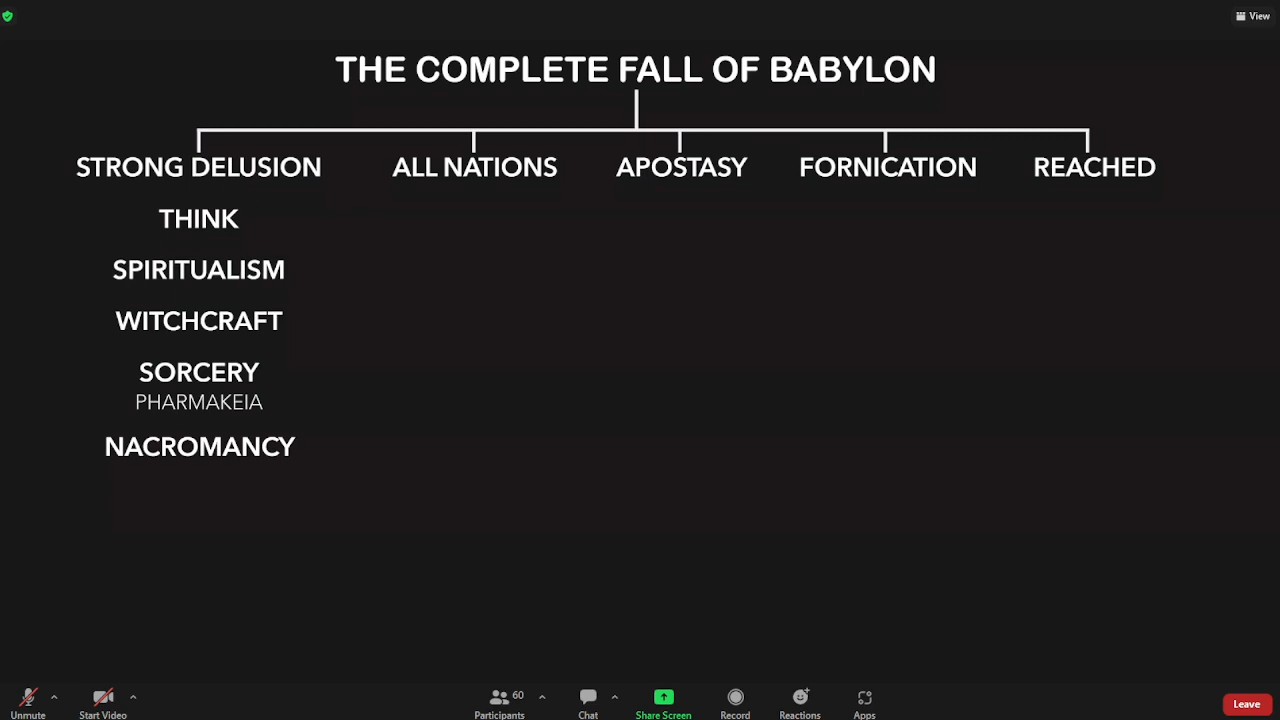 View
THE COMPLETE FALL OF BABYLON
STRONG DELUSION ALL NATIONS APOSTASY FORNICATION REACHED
THINK
SPIRITUALISM
WITCHCRAFT
SORCERY
PHARMAKEIA
NACROMANCY
60
Unmute Start Video Participants Chat Share Screen Record Reactions Apps Leave